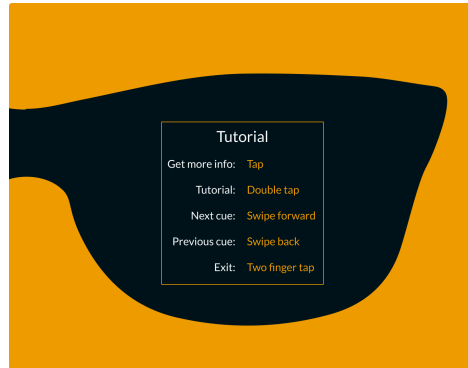 Tutorial
Get more info: Tap
Tutorial: Double tap
Next cue: Swipe forward
Previous cue: Swipe back
Exit: Two finger tap